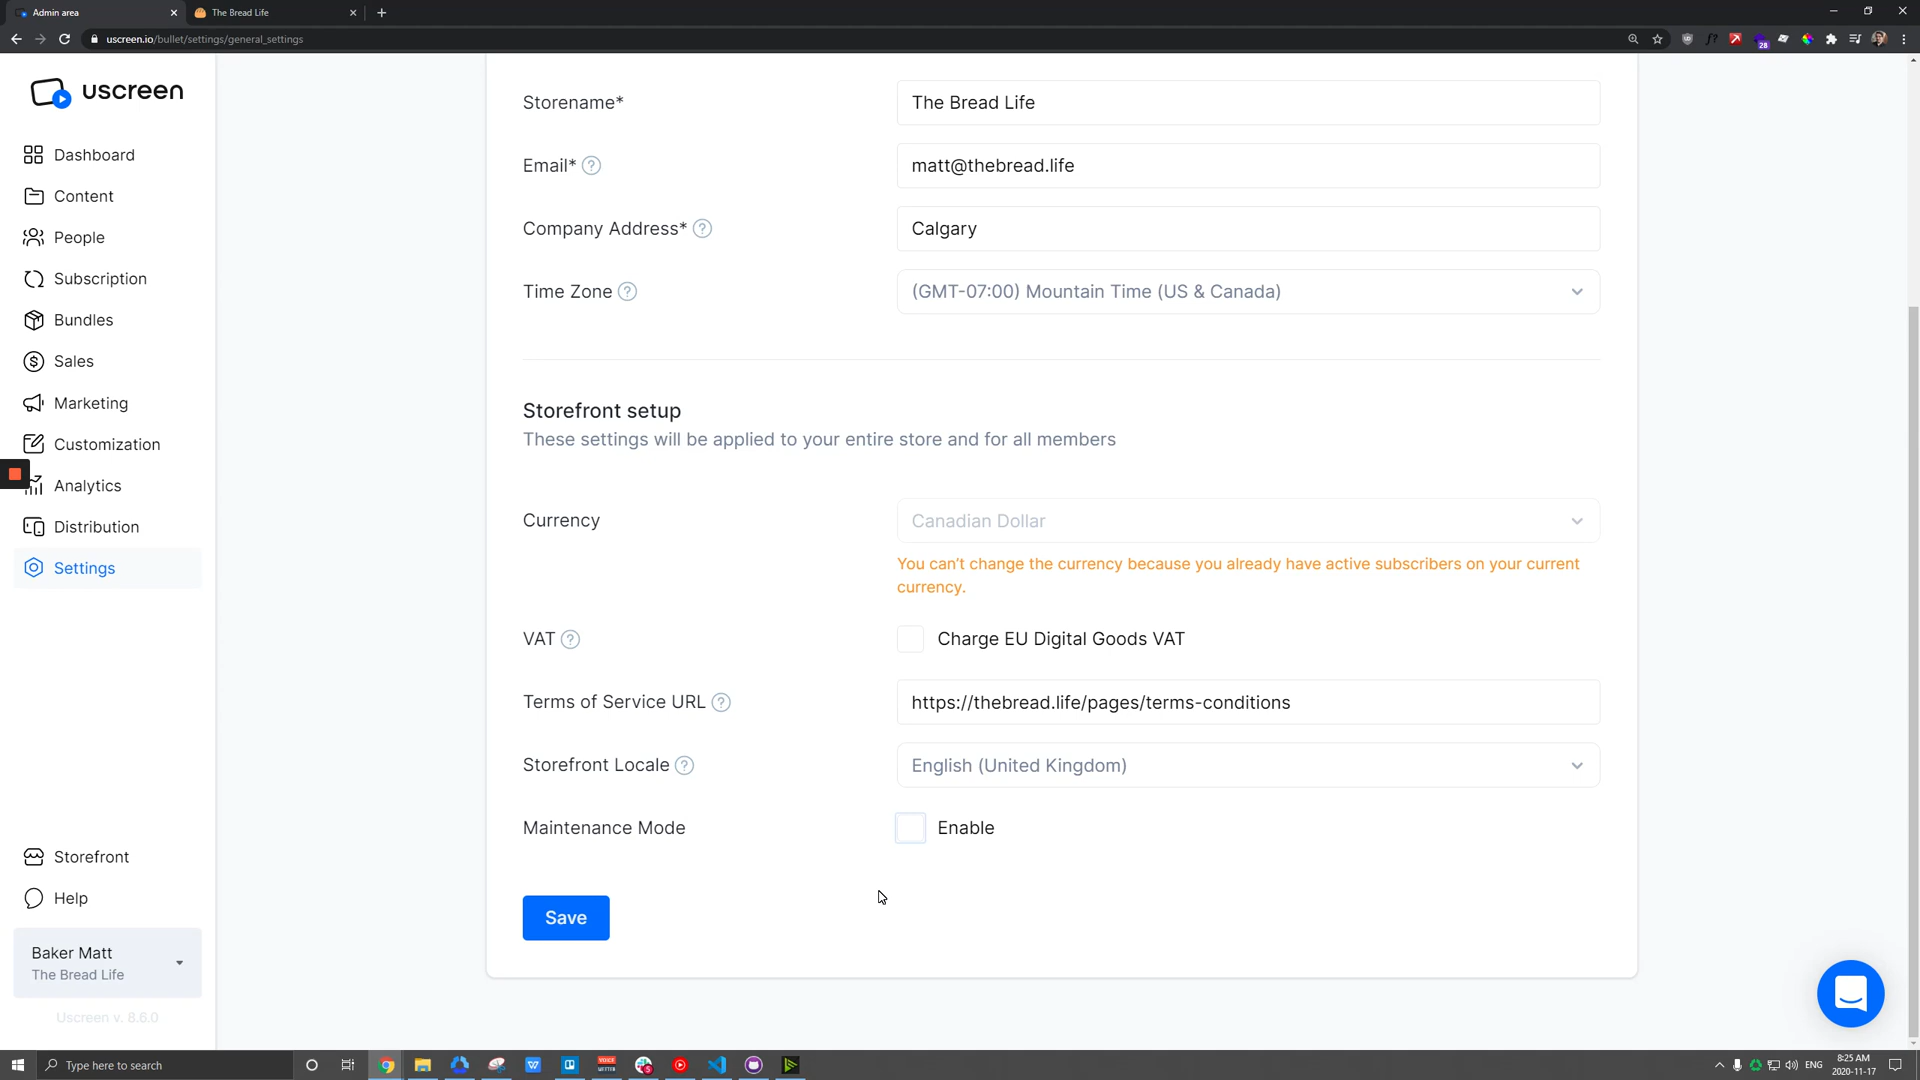 Admin area
The Bread Life
uscreen.io/bullet/settings/general_settings
28
uscreen
Dashboard
Content
People
Subscription
Bundles
Sales
Marketing
Customization
Analytics
Distribution
Settings
Storefront
Help
Baker Matt
The Bread Life
Uscreen v. 8.6.0
Storename*
The Bread Life
Email* ?
matt@thebread.life
Company Address* ?
Calgary
Time Zone ?
(GMT-07:00) Mountain Time (US & Canada)
Storefront setup
These settings will be applied to your entire store and for all members
Currency
Canadian Dollar
You can't change the currency because you already have active subscribers on your current
currency.
VAT ?
Charge EU Digital Goods VAT
Terms of Service URL ?
https://thebread.life/pages/terms-conditions
Storefront Locale ?
English (United Kingdom)
Maintenance Mode
Enable
Save
Type here to search
ENG
8:25 AM
2020-11-17